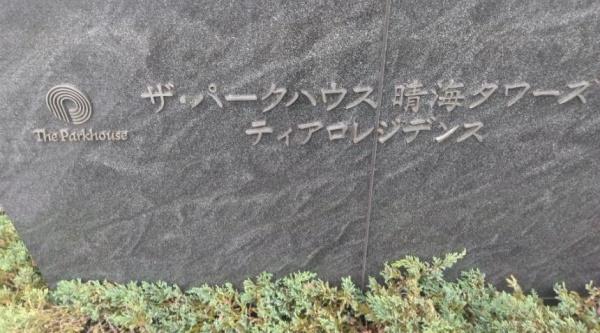 The Parkhouse
ザ・パークハウス 晴海タワーズ
ティアロレジデンス